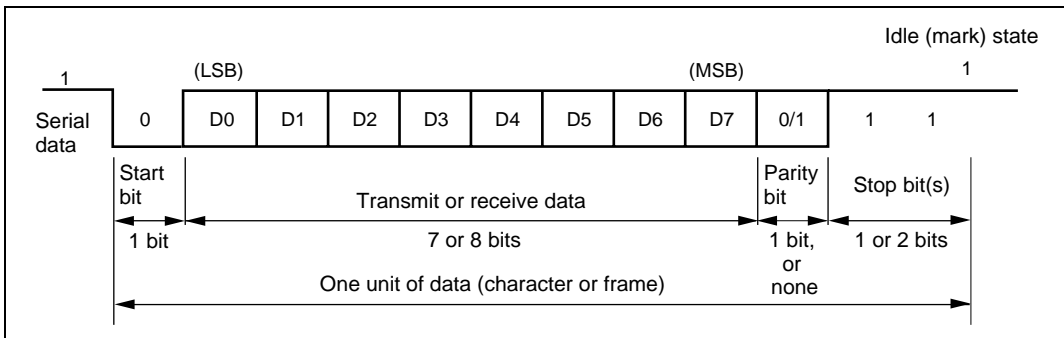 Idle (mark) state
1 (LSB) (MSB) 1
Serial data
0 D0 D1 D2 D3 D4 D5 D6 D7 0/1 1 1
Start bit
Transmit or receive data
Parity bit
Stop bit(s)
1 bit
7 or 8 bits
1 bit, or none
1 or 2 bits
One unit of data (character or frame)